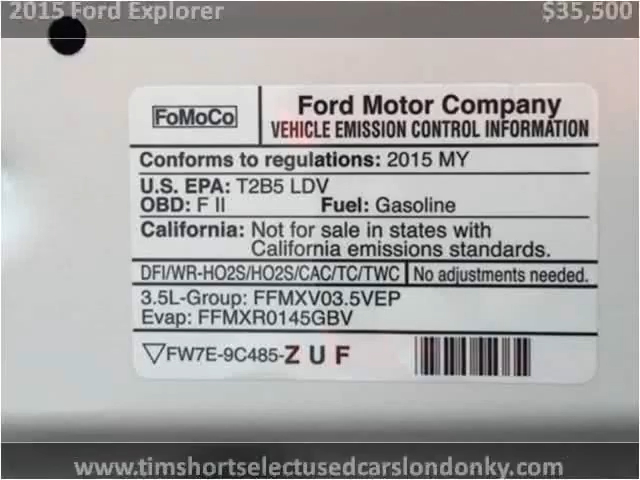 2015 Ford Explorer $35,500
FoMoCo
Ford Motor Company
VEHICLE EMISSION CONTROL INFORMATION
Conforms to regulations: 2015 MY
U.S. EPA: T2B5 LDV
OBD: F II Fuel: Gasoline
California: Not for sale in states with
California emissions standards.
DFI/WR-HO2S/HO2S/CAC/TC/TWC No adjustments needed.
3.5L-Group: FFMXV03.5VEP
Evap: FFMXR0145GBV
▽FW7E-9C485-Z U F
www.timshortselectusedcarslondonky.com